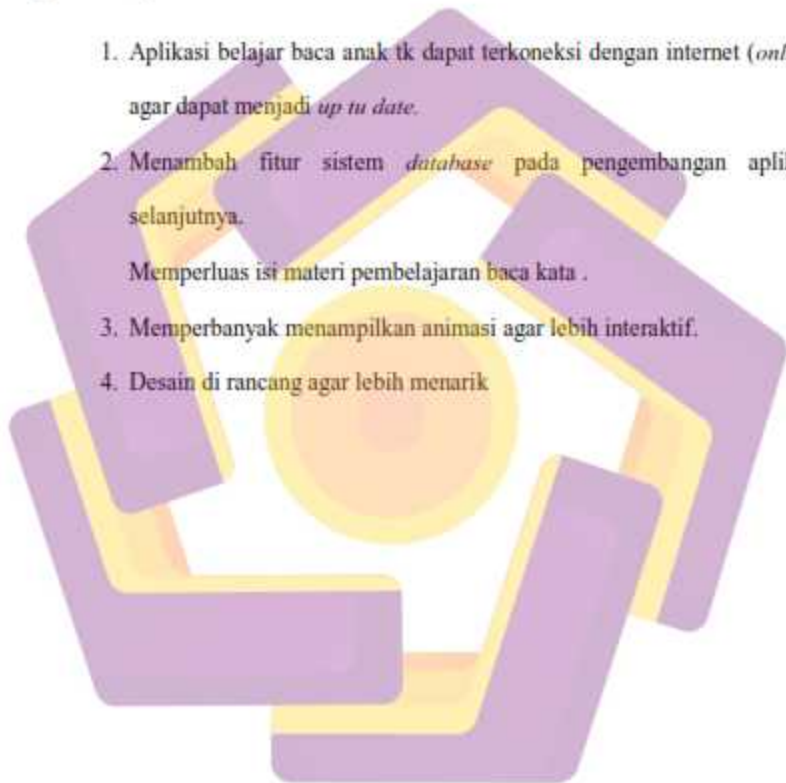 1. Aplikasi belajar baca anak tk dapat terkoneksi dengan internet (onl
agar dapat menjadi up tu date.
2. Menambah fitur sistem database pada pengembangan apli
selanjutnya.
Memperluas isi materi pembelajaran baca kata .
3. Memperbanyak menampilkan animasi agar lebih interaktif.
4. Desain di rancang agar lebih menarik